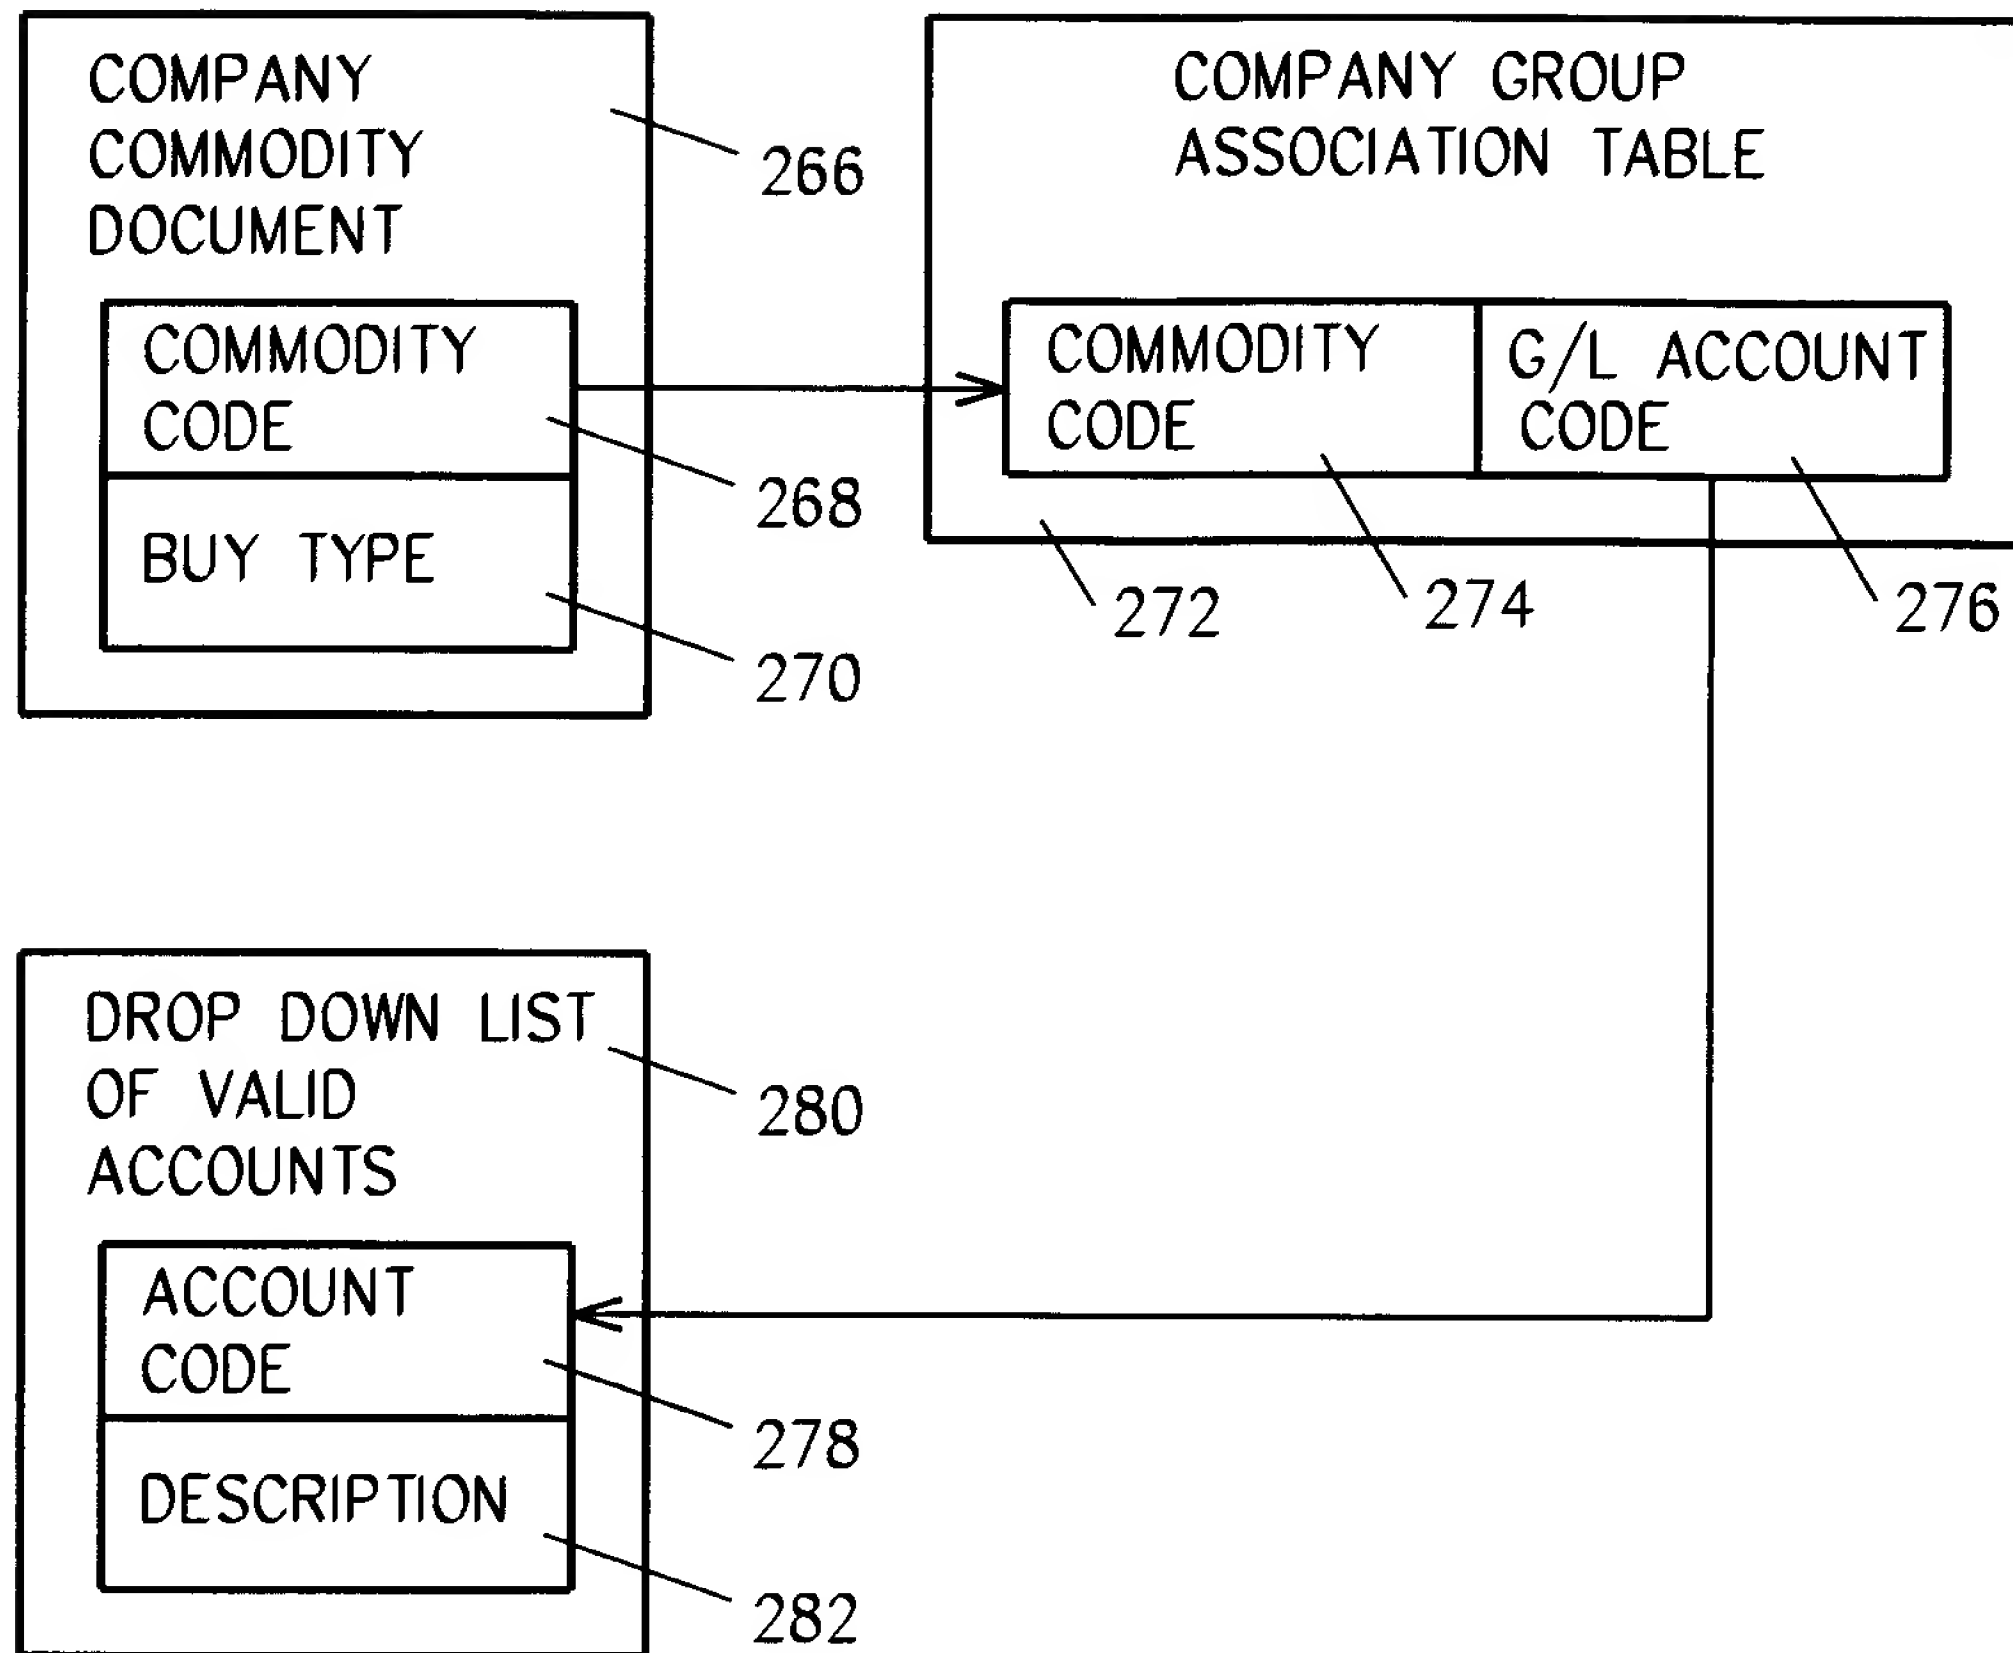 COMPANY
COMMODITY
DOCUMENT
266
COMMODITY
CODE
268
BUY TYPE
270
COMPANY GROUP
ASSOCIATION TABLE
COMMODITY
CODE
G/L ACCOUNT
CODE
272
274
276
DROP DOWN LIST
OF VALID
ACCOUNTS
280
ACCOUNT
CODE
278
DESCRIPTION
282